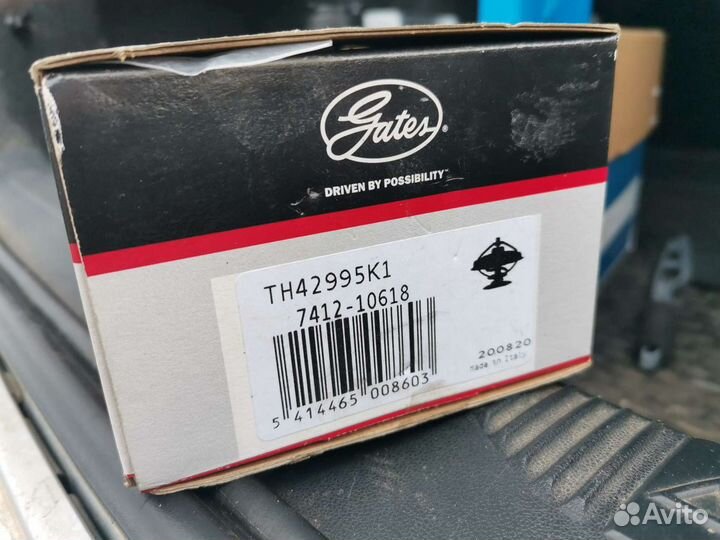 Gates
DRIVEN BY POSSIBILITY™
TH42995K1
7412-10618
5 414465 008603
200820
Made in Italy
Avito